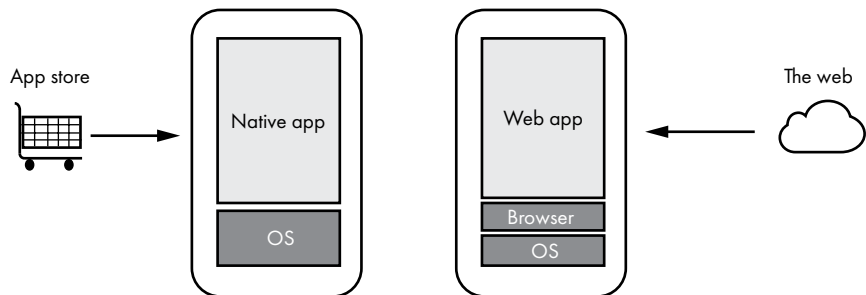 App store
Native app
OS
Web app
Browser
OS
The web